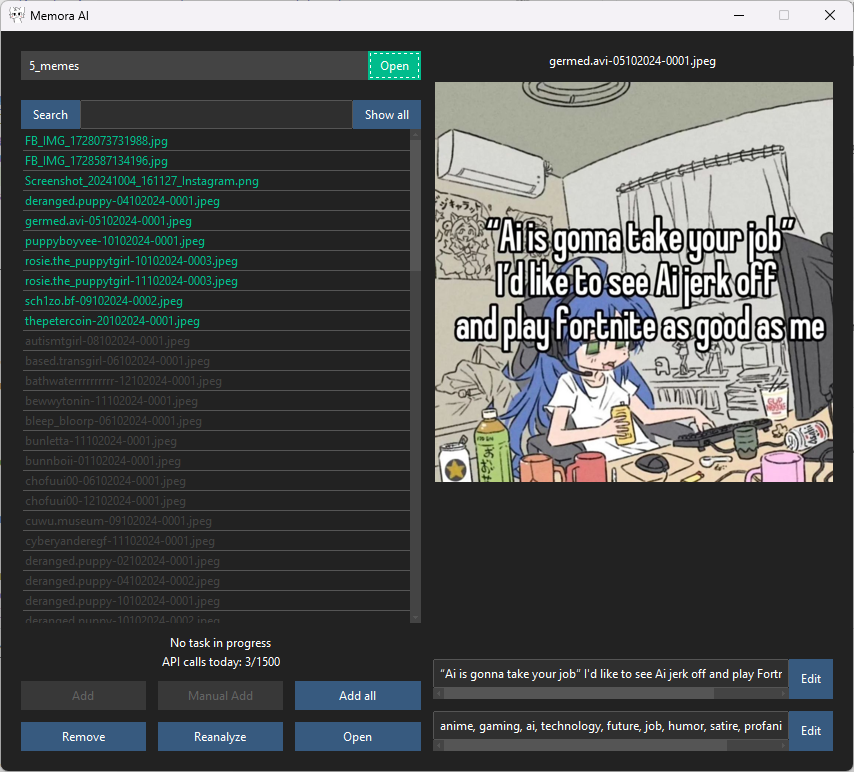 Memora AI
5_memes
Open
germed.avi-05102024-0001.jpeg
Search
Show all
FB_IMG_1728073731988.jpg
FB_IMG_1728587134196.jpg
Screenshot_20241004_161127_Instagram.png
deranged.puppy-04102024-0001.jpeg
germed.avi-05102024-0001.jpeg
puppyboyvee-10102024-0001.jpeg
rosie.the_puppytgirl-10102024-0003.jpeg
rosie.the_puppytgirl-11102024-0003.jpeg
sch1zo.bf-09102024-0002.jpeg
thepetercoin-20102024-0001.jpeg
autismtgirl-08102024-0001.jpeg
based.transgirl-06102024-0001.jpeg
bathwaterrrrrrrrrr-12102024-0001.jpeg
bewwytonin-11102024-0001.jpeg
bleep_bloorp-06102024-0001.jpeg
bunletta-11102024-0001.jpeg
bunnboii-01102024-0001.jpeg
chofuui00-06102024-0001.jpeg
chofuui00-12102024-0001.jpeg
cuwu.museum-09102024-0001.jpeg
cyberyanderegf-11102024-0001.jpeg
deranged.puppy-02102024-0001.jpeg
deranged.puppy-04102024-0002.jpeg
deranged.puppy-10102024-0001.jpeg
deranged.puppy-10102024-0002.jpeg
“Ai is gonna take your job”
I'd like to see Ai jerk off
and play fortnite as good as me
No task in progress
API calls today: 3/1500
Add
Manual Add
Add all
Remove
Reanalyze
Open
“Ai is gonna take your job” I'd like to see Ai jerk off and play Fortr
Edit
anime, gaming, ai, technology, future, job, humor, satire, profani
Edit